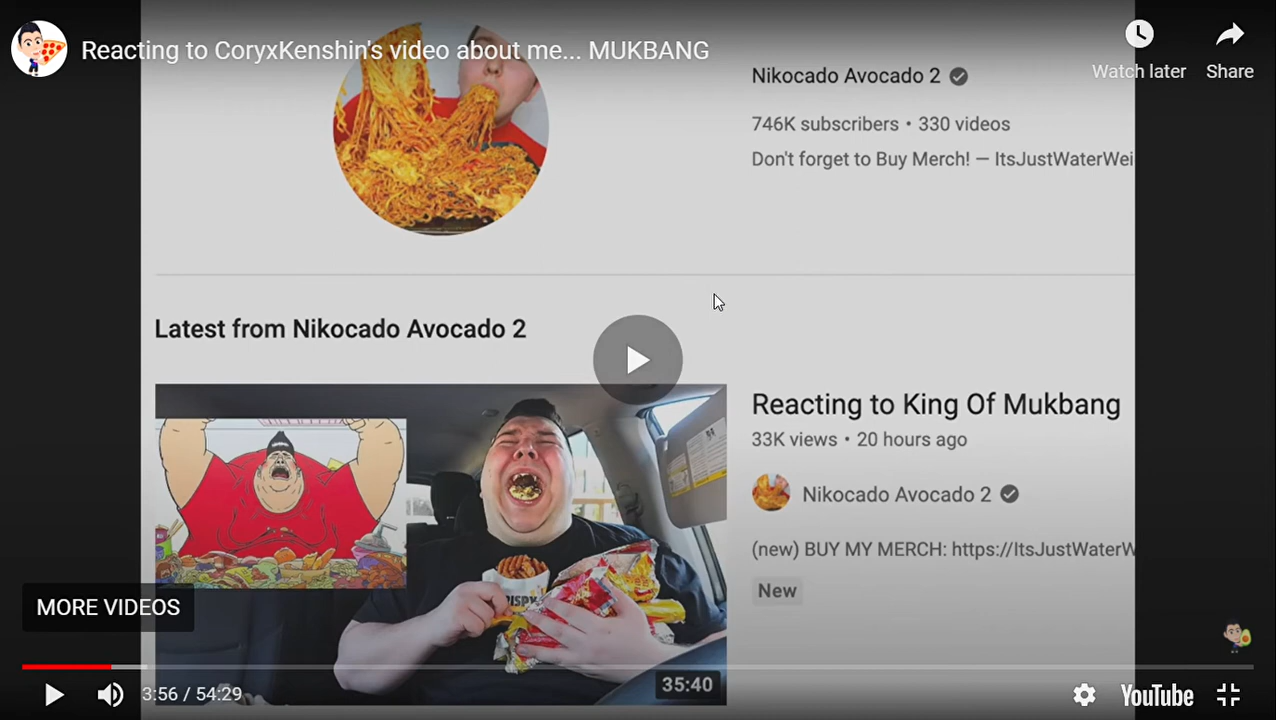 Reacting to CoryxKenshin's video about me... MUKBANG
Watch later
Share
Nikocado Avocado 2
746K subscribers • 330 videos
Don't forget to Buy Merch! — ItsJustWaterWei
Latest from Nikocado Avocado 2
Reacting to King Of Mukbang
33K views • 20 hours ago
Nikocado Avocado 2
(new) BUY MY MERCH: https://ItsJustWaterW
New
RISPY
35:40
MORE VIDEOS
3:56 / 54:29
YouTube